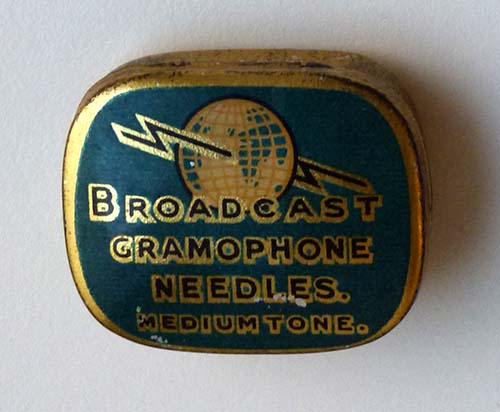 BROADCAST
GRAMOPHONE
NEEDLES.
MEDIUM TONE.